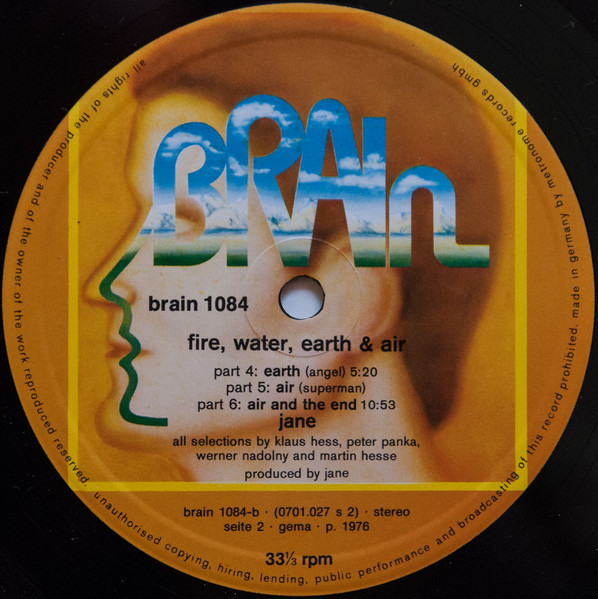 BRAIn
brain 1084
fire, water, earth & air
part 4: earth (angel) 5:20
part 5: air (superman)
part 6: air and the end 10:53
jane
all selections by klaus hess, peter panka,
werner nadolny and martin hesse
produced by jane
brain 1084-b · (0701.027 s 2) · stereo
seite 2 · gema · p. 1976
33⅓ rpm
all rights of the producer and of the owner of the work reproduced reserved. unauthorised copying, hiring, lending, public performance and broadcasting of this record prohibited. made in germany by metronome records gmbh